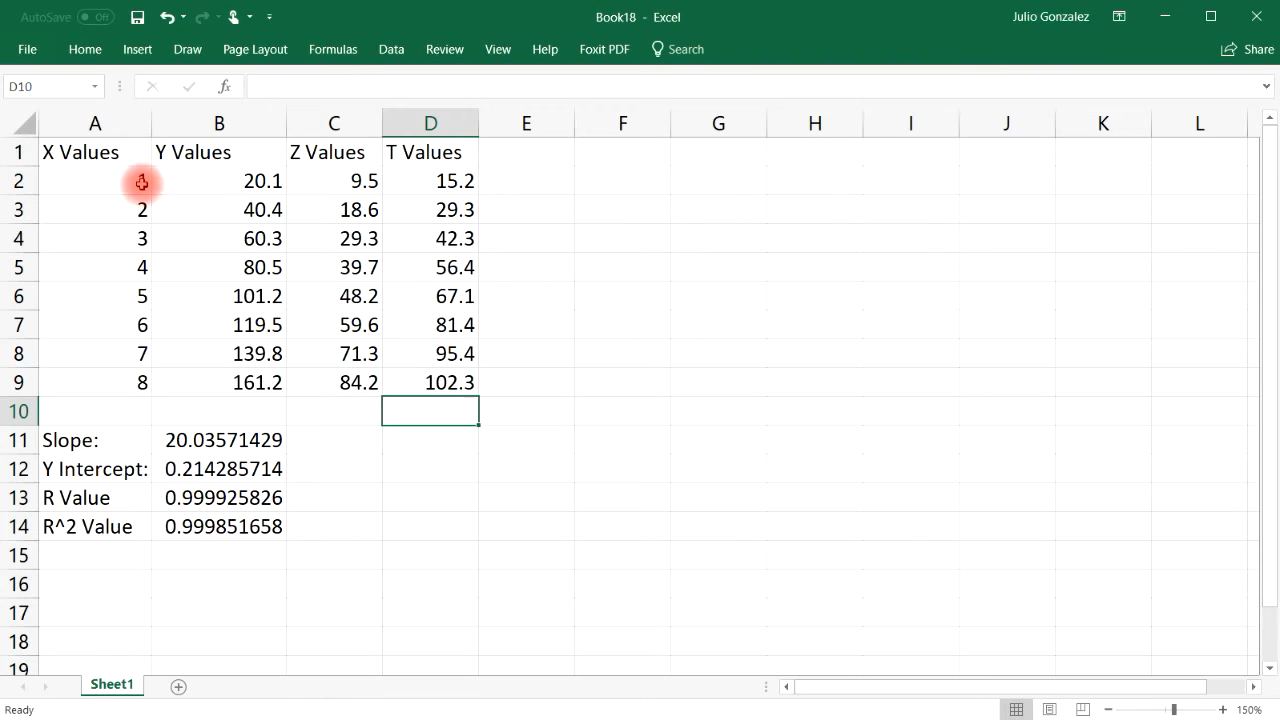 AutoSave Off Book18 - Excel Julio Gonzalez
File Home Insert Draw Page Layout Formulas Data Review View Help Foxit PDF Search Share
D10 fx
A B C D E F G H I J K L
1 X Values Y Values Z Values T Values
2 1 20.1 9.5 15.2
3 2 40.4 18.6 29.3
4 3 60.3 29.3 42.3
5 4 80.5 39.7 56.4
6 5 101.2 48.2 67.1
7 6 119.5 59.6 81.4
8 7 139.8 71.3 95.4
9 8 161.2 84.2 102.3
10
11 Slope: 20.03571429
12 Y Intercept: 0.214285714
13 R Value 0.999925826
14 R^2 Value 0.999851658
15
16
17
18
19
Sheet1
Ready 150%